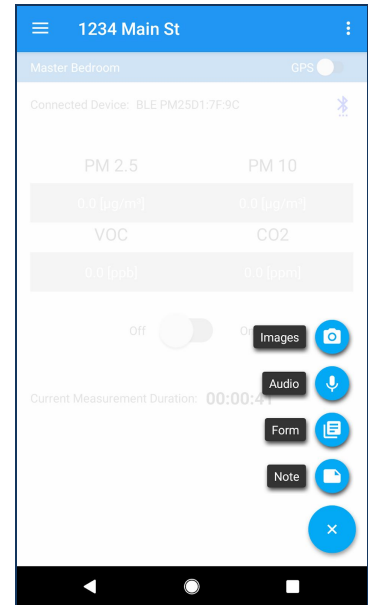 1234 Main St
Master Bedroom GPS
Connected Device: BLE PM25D1:7F:9C
PM 2.5 PM 10
0.0 [µg/m³] 0.0 [µg/m³]
VOC CO2
0.0 [ppb] 0.0 [ppm]
Off
Images
Audio
Current Measurement Duration: 00:00:41
Form
Note